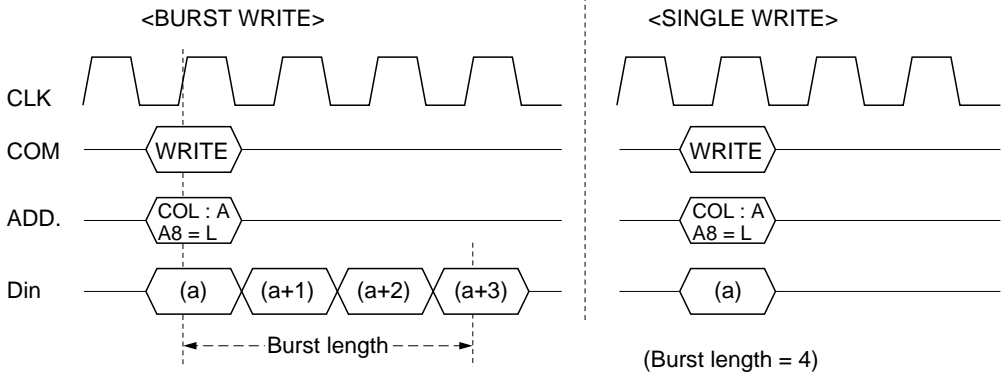 <BURST WRITE>
<SINGLE WRITE>
CLK
COM
WRITE
WRITE
ADD.
COL : A
A8 = L
COL : A
A8 = L
Din
(a)
(a+1)
(a+2)
(a+3)
(a)
Burst length
(Burst length = 4)